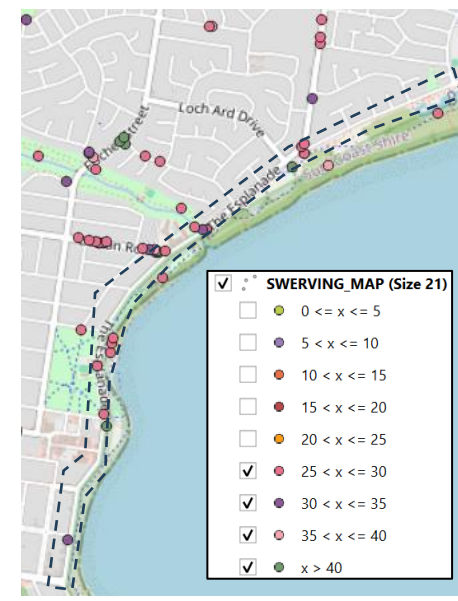 Loch Ard Drive
Street
The Esplanade
Coast Shire
The Esplanade
SWERVING_MAP (Size 21)
0 <= x <= 5
5 < x <= 10
10 < x <= 15
15 < x <= 20
20 < x <= 25
25 < x <= 30
30 < x <= 35
35 < x <= 40
x > 40